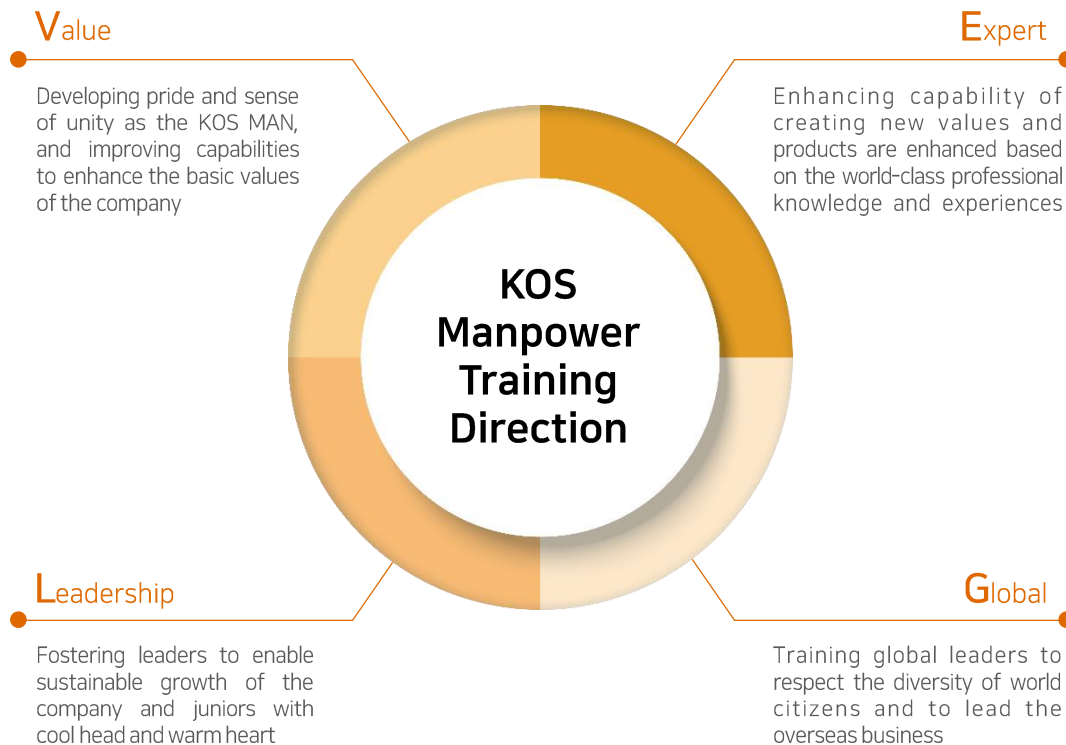 Value
Developing pride and sense
of unity as the KOS MAN,
and improving capabilities
to enhance the basic values
of the company
Expert
Enhancing capability of
creating new values and
products are enhanced based
on the world-class professional
knowledge and experiences
KOS
Manpower
Training
Direction
Leadership
Fostering leaders to enable
sustainable growth of the
company and juniors with
cool head and warm heart
Global
Training global leaders to
respect the diversity of world
citizens and to lead the
overseas business